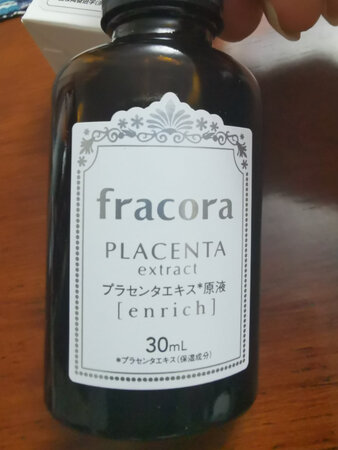 fracora
PLACENTA
extract
プラセンタエキス*原液
[enrich]
30mL
*プラセンタエキス(保湿成分)